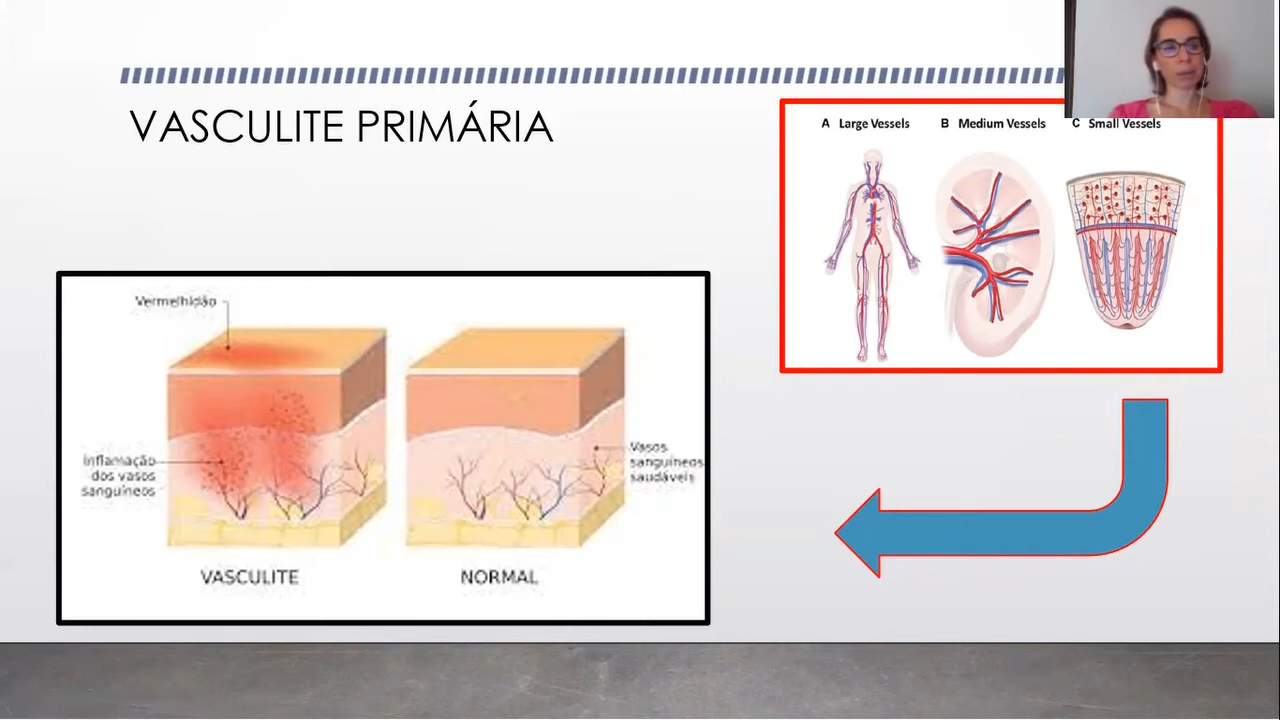 VASCULITE PRIMÁRIA
A Large Vessels
B Medium Vessels
C Small Vessels
Vermelhidão
Inflamação
dos vasos
sanguíneos
Vasos
sanguíneos
saudáveis
VASCULITE
NORMAL